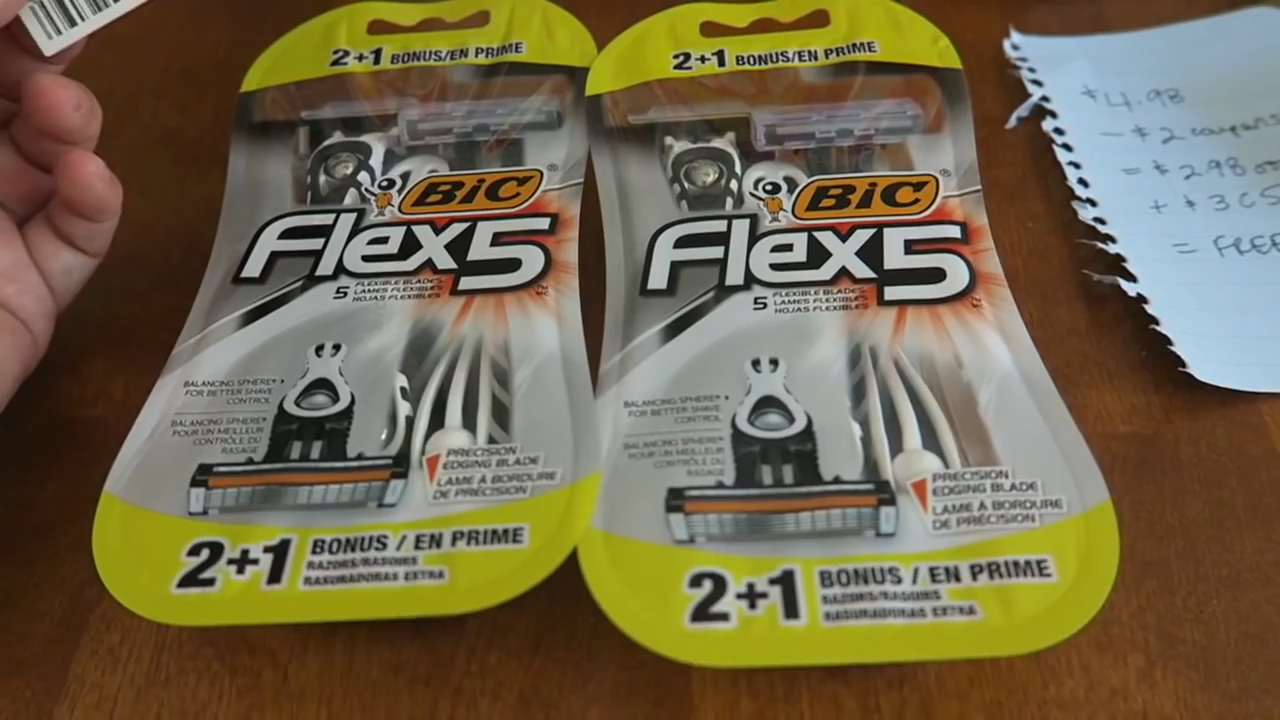 2+1 BONUS/EN PRIME
BiC
Flex5
5 FLEXIBLE BLADES
LAMES FLEXIBLES
HOJAS FLEXIBLES
BALANCING SPHERE®
FOR BETTER SHAVE
CONTROL
BALANCING SPHERE®
POUR UN MEILLEUR
CONTRÔLE DU
RASAGE
PRECISION
EDGING BLADE
LAME À BORDURE
DE PRÉCISION
2+1 BONUS / EN PRIME
RAZORS/RASOIRS
RASURADORAS EXTRA
2+1 BONUS/EN PRIME
BiC
Flex5
5 FLEXIBLE BLADES
LAMES FLEXIBLES
HOJAS FLEXIBLES
BALANCING SPHERE®
FOR BETTER SHAVE
CONTROL
BALANCING SPHERE®
POUR UN MEILLEUR
CONTRÔLE DU
RASAGE
PRECISION
EDGING BLADE
LAME À BORDURE
DE PRÉCISION
2+1 BONUS / EN PRIME
RAZORS/RASOIRS
RASURADORAS EXTRA
$4.98
- $2 coupons
= $2.98
+ $3 CS
= FREE